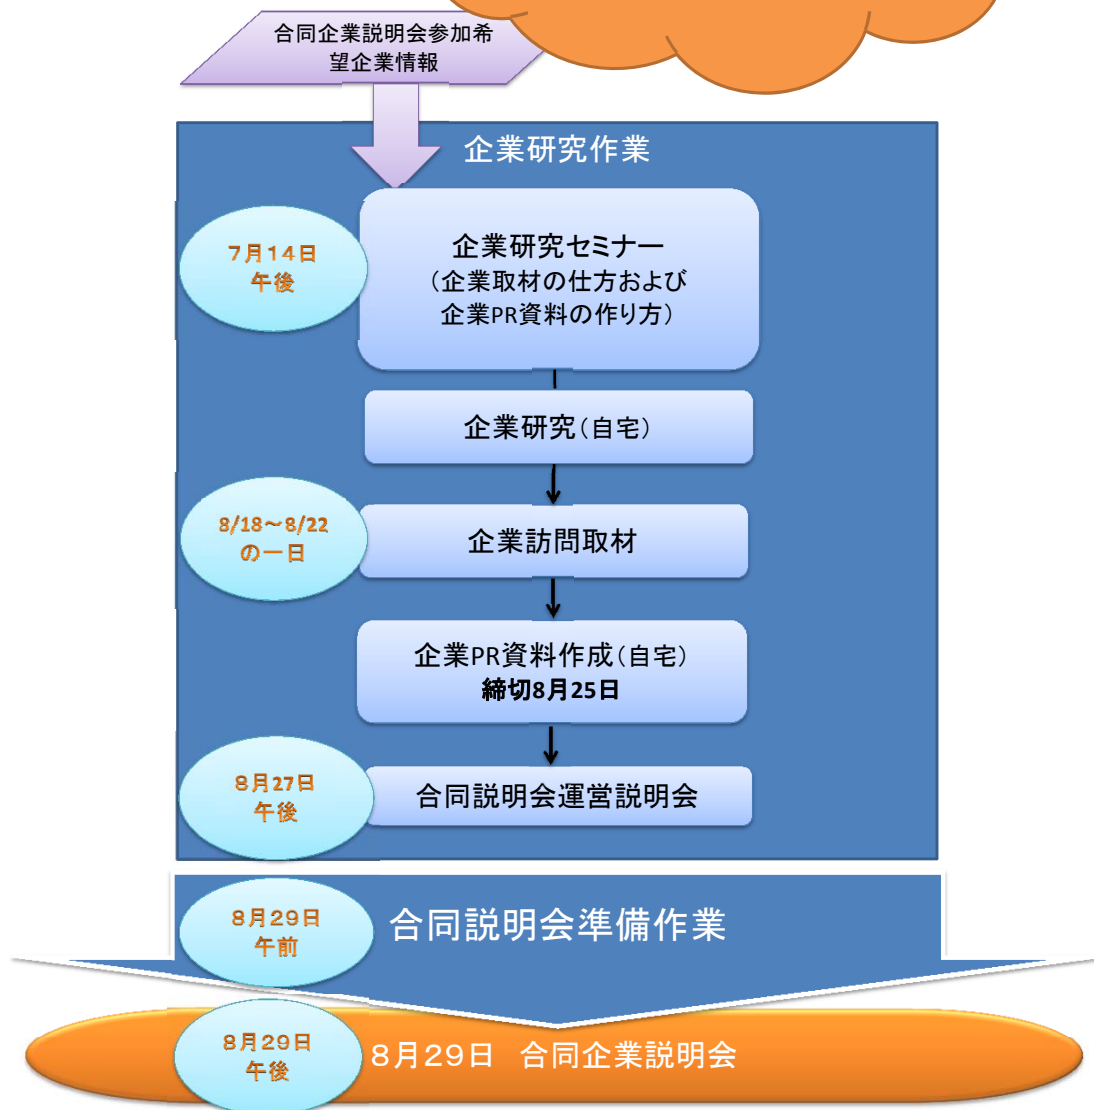 合同企業説明会参加希
望企業情報
企業研究作業
7月14日
午後
企業研究セミナー
(企業取材の仕方および
企業PR資料の作り方)
企業研究(自宅)
8/18~8/22
の一日
企業訪問取材
企業PR資料作成(自宅)
締切8月25日
8月27日
午後
合同説明会運営説明会
8月29日
午前
合同説明会準備作業
8月29日
午後
8月29日 合同企業説明会